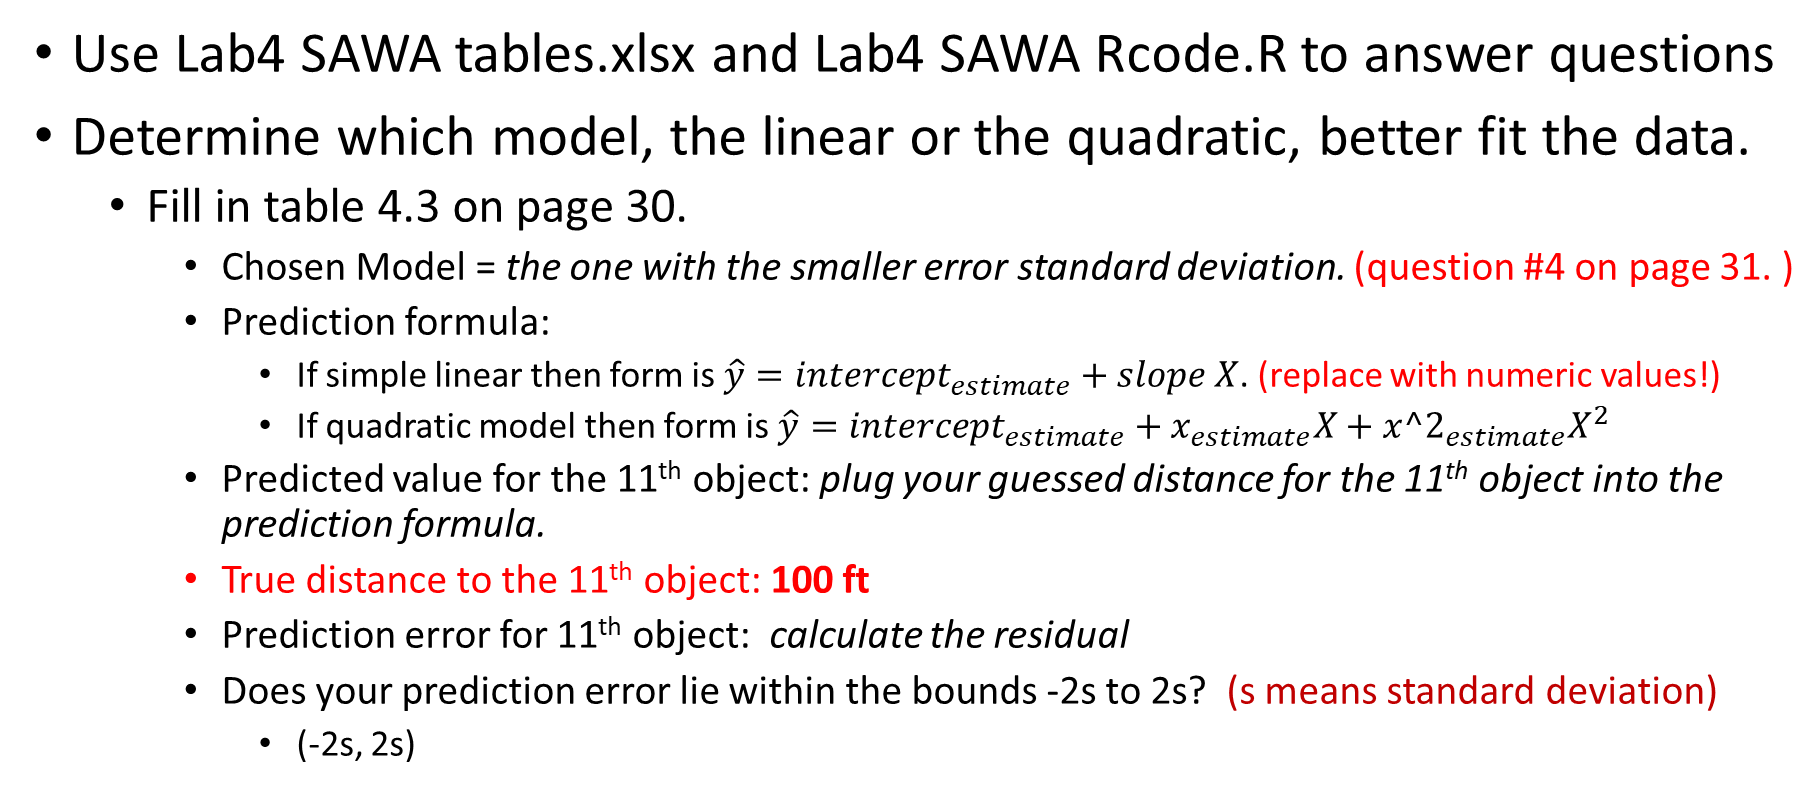 • Use Lab4 SAWA tables.xlsx and Lab4 SAWA Rcode.R to answer questions
• Determine which model, the linear or the quadratic, better fit the data.
• Fill in table 4.3 on page 30.
• Chosen Model = the one with the smaller error standard deviation. (question #4 on page 31. )
• Prediction formula:
• If simple linear then form is ŷ = intercept_estimate + slope X. (replace with numeric values!)
• If quadratic model then form is ŷ = intercept_estimate + x_estimate X + x^2_estimate X²
• Predicted value for the 11th object: plug your guessed distance for the 11th object into the
prediction formula.
• True distance to the 11th object: 100 ft
• Prediction error for 11th object: calculate the residual
• Does your prediction error lie within the bounds -2s to 2s? (s means standard deviation)
• (-2s, 2s)